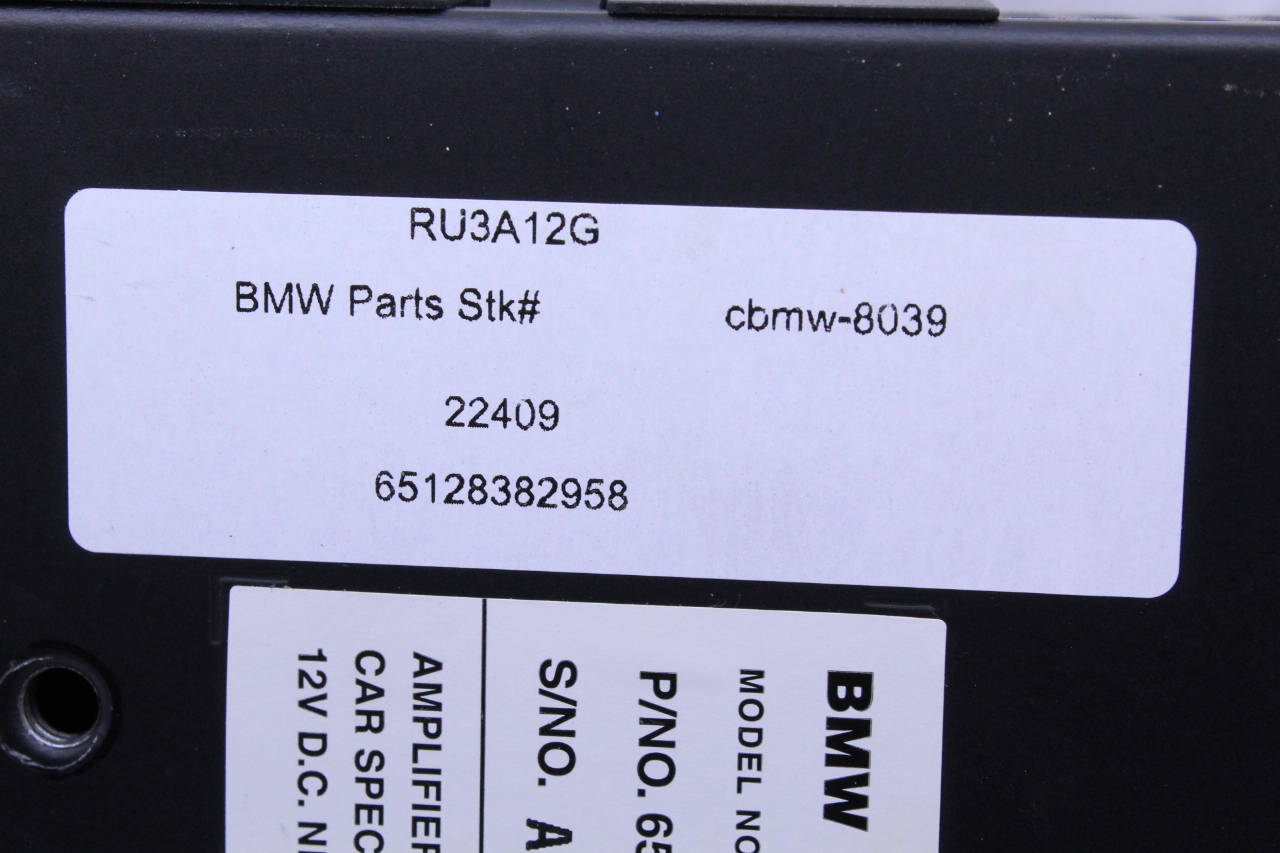 RU3A12G
BMW Parts Stk# cbmw-8039
22409
65128382958
BMW
MODEL NO
P/NO. 65
S/NO. A
AMPLIFIER
CAR SPEC
12V D.C.